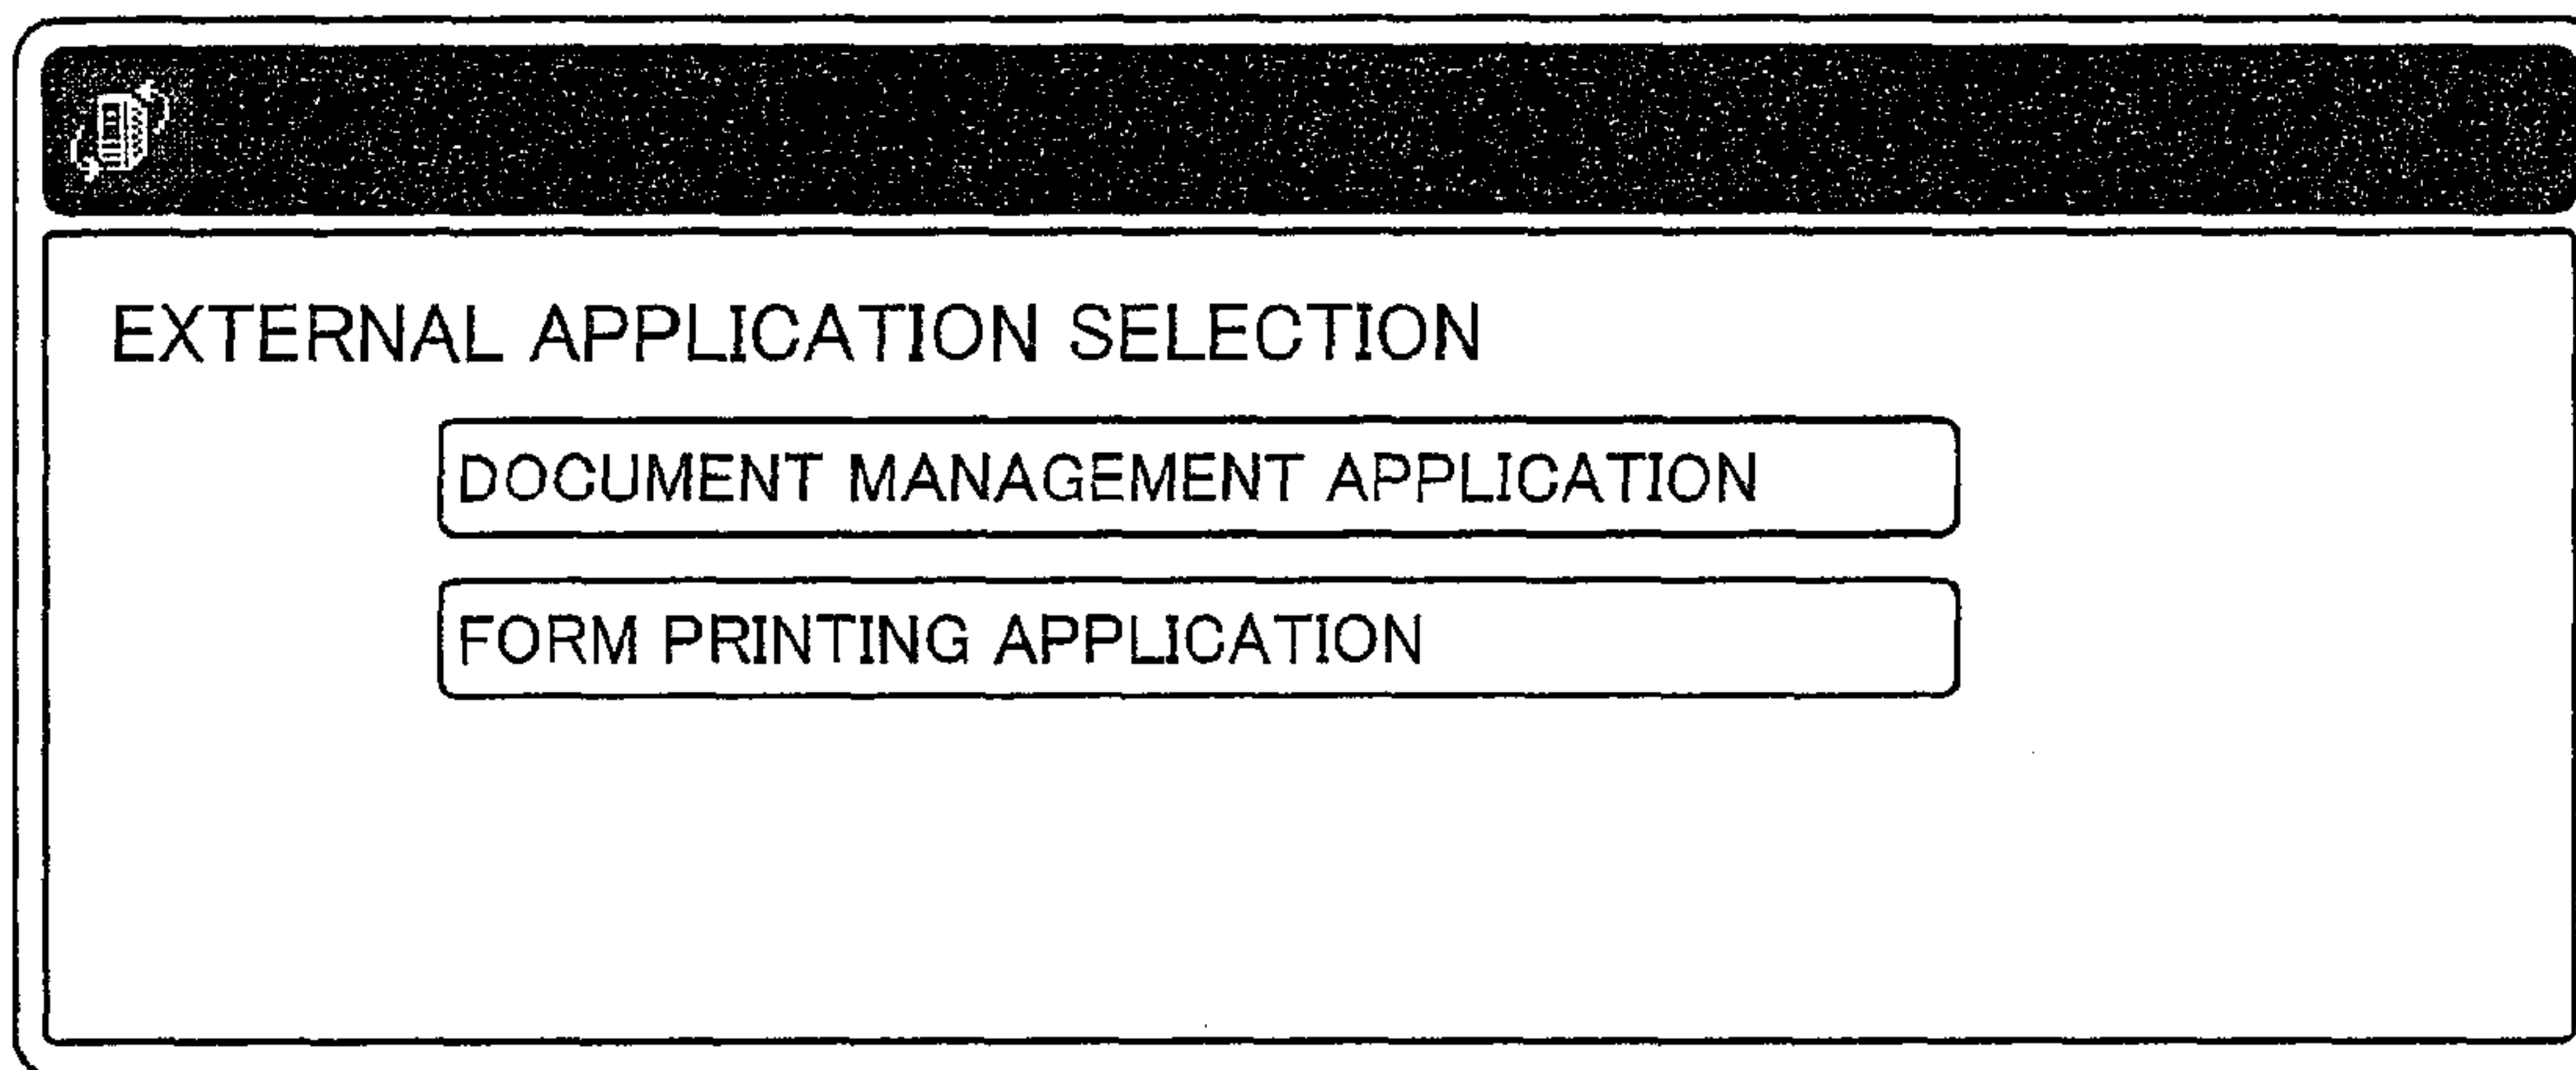 EXTERNAL APPLICATION SELECTION
DOCUMENT MANAGEMENT APPLICATION
FORM PRINTING APPLICATION